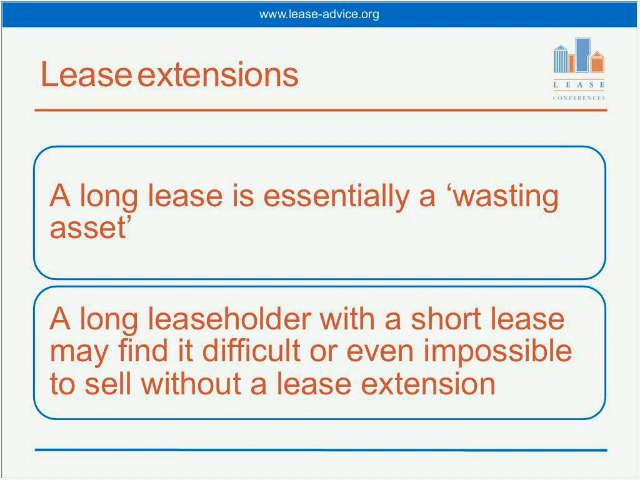 www.lease-advice.org
Lease extensions
L E A S E
CONFERENCES
A long lease is essentially a ‘wasting
asset’
A long leaseholder with a short lease
may find it difficult or even impossible
to sell without a lease extension